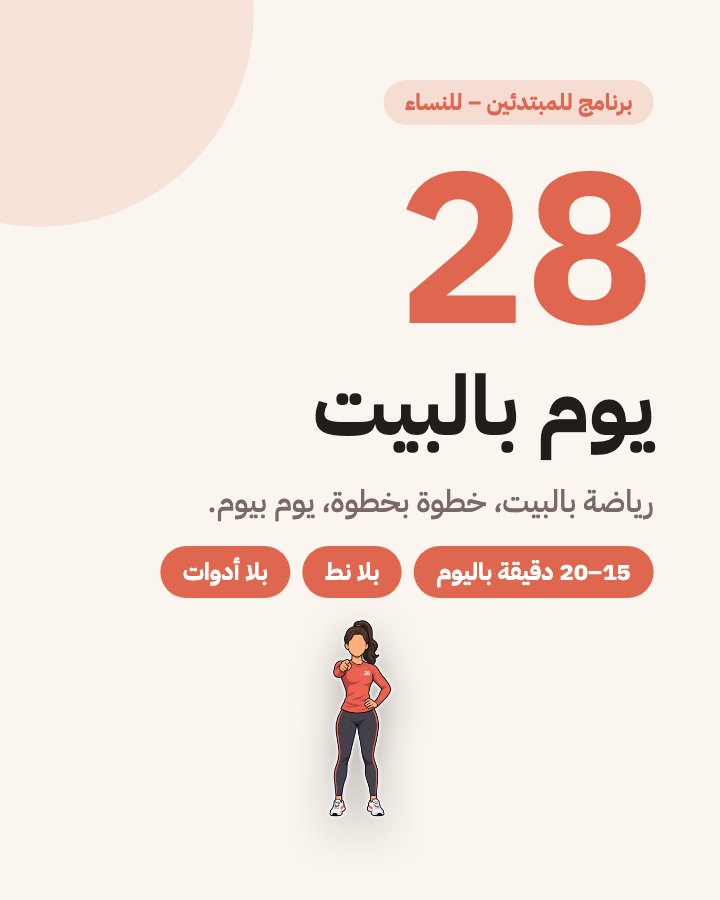 برنامج للمبتدئين – للنساء
28
يوم بالبيت
رياضة بالبيت، خطوة بخطوة، يوم بيوم.
15–20 دقيقة باليوم
بلا نط
بلا أدوات